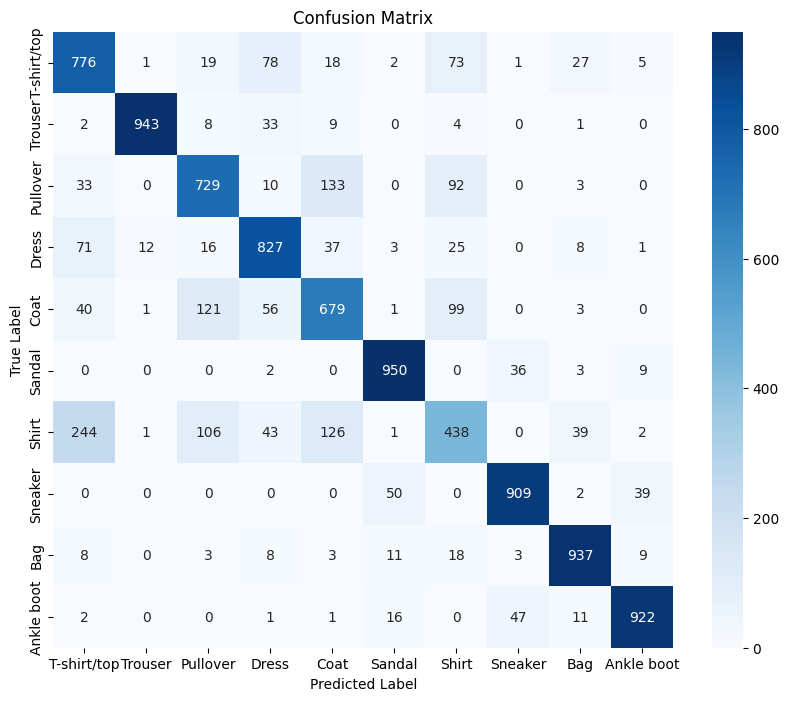 Confusion Matrix
True Label
T-shirt/top 776 1 19 78 18 2 73 1 27 5
Trouser 2 943 8 33 9 0 4 0 1 0
Pullover 33 0 729 10 133 0 92 0 3 0
Dress 71 12 16 827 37 3 25 0 8 1
Coat 40 1 121 56 679 1 99 0 3 0
Sandal 0 0 0 2 0 950 0 36 3 9
Shirt 244 1 106 43 126 1 438 0 39 2
Sneaker 0 0 0 0 0 50 0 909 2 39
Bag 8 0 3 8 3 11 18 3 937 9
Ankle boot 2 0 0 1 1 16 0 47 11 922
T-shirt/top Trouser Pullover Dress Coat Sandal Shirt Sneaker Bag Ankle boot
Predicted Label
800
600
400
200
0